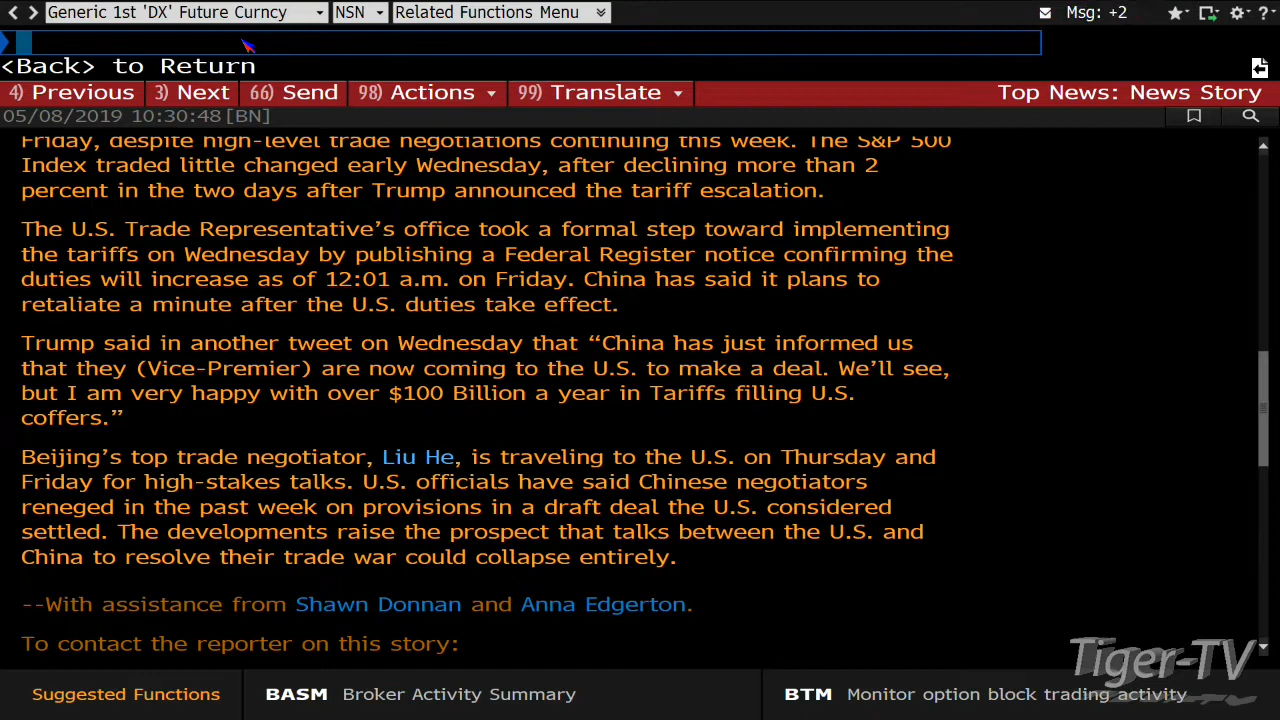 Generic 1st 'DX' Future Curncy NSN Related Functions Menu Msg: +2
<Back> to Return
4) Previous 3) Next 66) Send 98) Actions 99) Translate Top News: News Story
05/08/2019 10:30:48 [BN]
Friday, despite high-level trade negotiations continuing this week. The S&P 500
Index traded little changed early Wednesday, after declining more than 2
percent in the two days after Trump announced the tariff escalation.
The U.S. Trade Representative’s office took a formal step toward implementing
the tariffs on Wednesday by publishing a Federal Register notice confirming the
duties will increase as of 12:01 a.m. on Friday. China has said it plans to
retaliate a minute after the U.S. duties take effect.
Trump said in another tweet on Wednesday that “China has just informed us
that they (Vice-Premier) are now coming to the U.S. to make a deal. We’ll see,
but I am very happy with over $100 Billion a year in Tariffs filling U.S.
coffers.”
Beijing’s top trade negotiator, Liu He, is traveling to the U.S. on Thursday and
Friday for high-stakes talks. U.S. officials have said Chinese negotiators
reneged in the past week on provisions in a draft deal the U.S. considered
settled. The developments raise the prospect that talks between the U.S. and
China to resolve their trade war could collapse entirely.
--With assistance from Shawn Donnan and Anna Edgerton.
To contact the reporter on this story:
Tiger-TV
Suggested Functions BASM Broker Activity Summary BTM Monitor option block trading activity